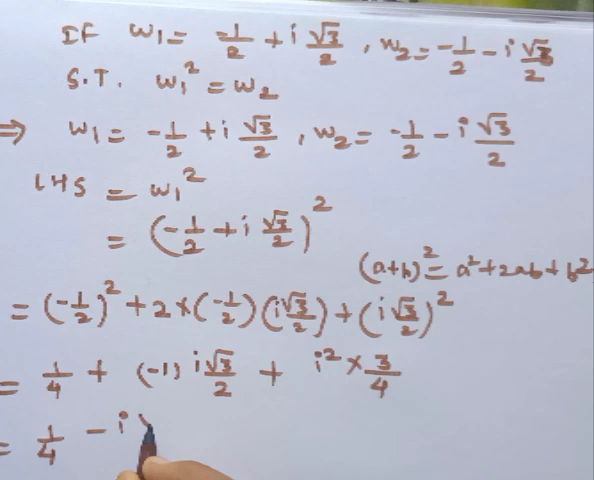 If w₁ = -1/2 + i √3/2 , w₂ = -1/2 - i √3/2
S.T. w₁² = w₂
⇒ w₁ = -1/2 + i √3/2 , w₂ = -1/2 - i √3/2
LHS = w₁²
= (-1/2 + i √3/2)²
(a+b)² = a² + 2ab + b²
= (-1/2)² + 2 × (-1/2) (i√3/2) + (i √3/2)²
= 1/4 + (-1) i √3/2 + i² × 3/4
= 1/4 - i